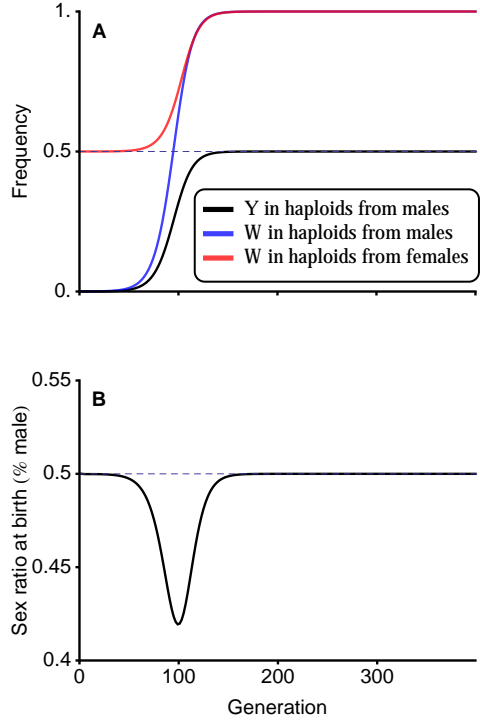 1.
A
0.5
0.
Frequency
Y in haploids from males
W in haploids from males
W in haploids from females
0.55
B
0.5
0.45
0.4
Sex ratio at birth (% male)
0 100 200 300
Generation